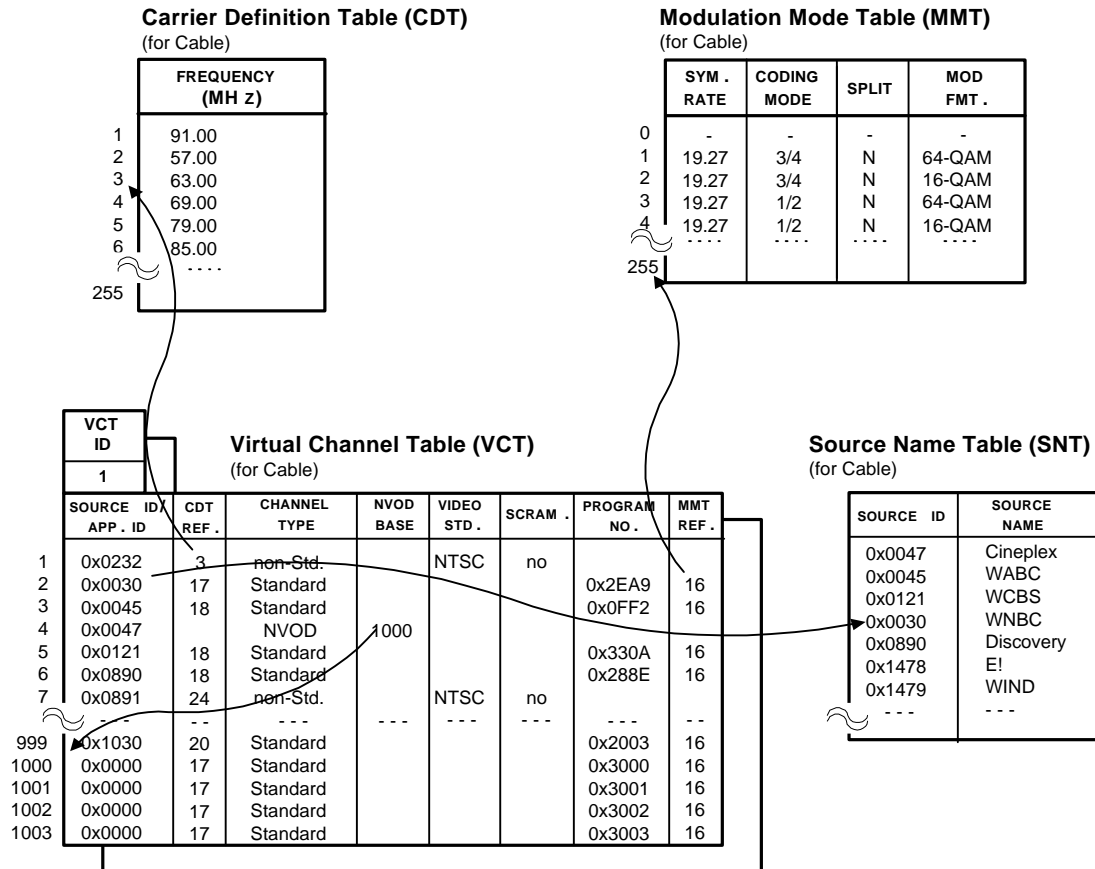 Carrier Definition Table (CDT)
(for Cable)
FREQUENCY
(MH z)
1 91.00
2 57.00
3 63.00
4 69.00
5 79.00
6 85.00
- - - -
255
Modulation Mode Table (MMT)
(for Cable)
SYM . RATE CODING MODE SPLIT MOD FMT .
0 - - - -
1 19.27 3/4 N 64-QAM
2 19.27 3/4 N 16-QAM
3 19.27 1/2 N 64-QAM
4 19.27 1/2 N 16-QAM
- - - - - - - - - - - - - - - -
255
VCT
ID
1
Virtual Channel Table (VCT)
(for Cable)
SOURCE ID/ APP . ID CDT REF . CHANNEL TYPE NVOD BASE VIDEO STD . SCRAM . PROGRAM NO . MMT REF .
1 0x0232 3 non-Std. NTSC no
2 0x0030 17 Standard 0x2EA9 16
3 0x0045 18 Standard 0x0FF2 16
4 0x0047 NVOD 1000
5 0x0121 18 Standard 0x330A 16
6 0x0890 18 Standard 0x288E 16
7 0x0891 24 non-Std. NTSC no
- - - - - - - - - - - - - - - - - - - - - -
999 0x1030 20 Standard 0x2003 16
1000 0x0000 17 Standard 0x3000 16
1001 0x0000 17 Standard 0x3001 16
1002 0x0000 17 Standard 0x3002 16
1003 0x0000 17 Standard 0x3003 16
Source Name Table (SNT)
(for Cable)
SOURCE ID SOURCE NAME
0x0047 Cineplex
0x0045 WABC
0x0121 WCBS
0x0030 WNBC
0x0890 Discovery
0x1478 E!
0x1479 WIND
- - - - - -